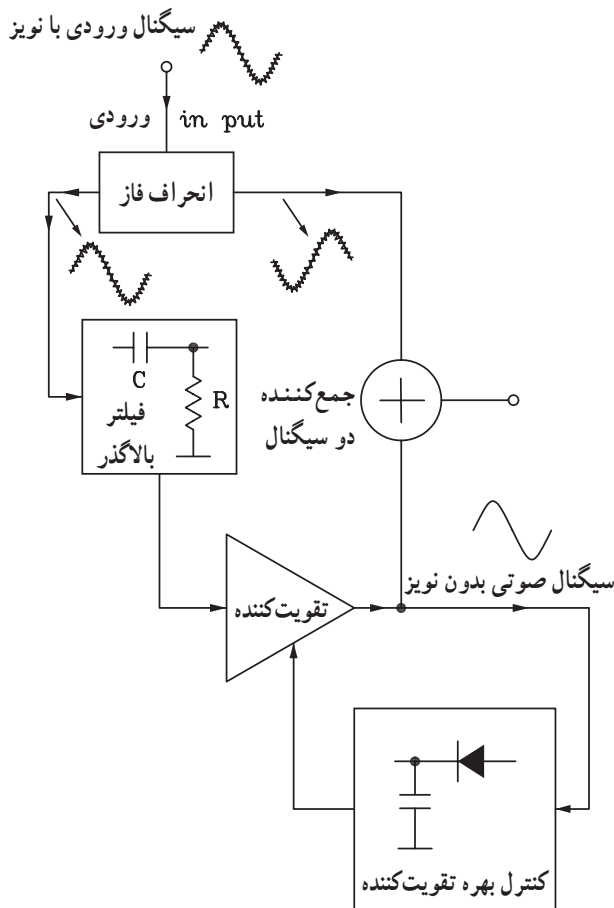 سیگنال ورودی با نویز
ورودی
in put
انحراف فاز
C
R
فیلتر
بالاگذر
جمع‌کننده
دو سیگنال
سیگنال صوتی بدون نویز
تقویت‌کننده
کنترل بهره تقویت‌کننده